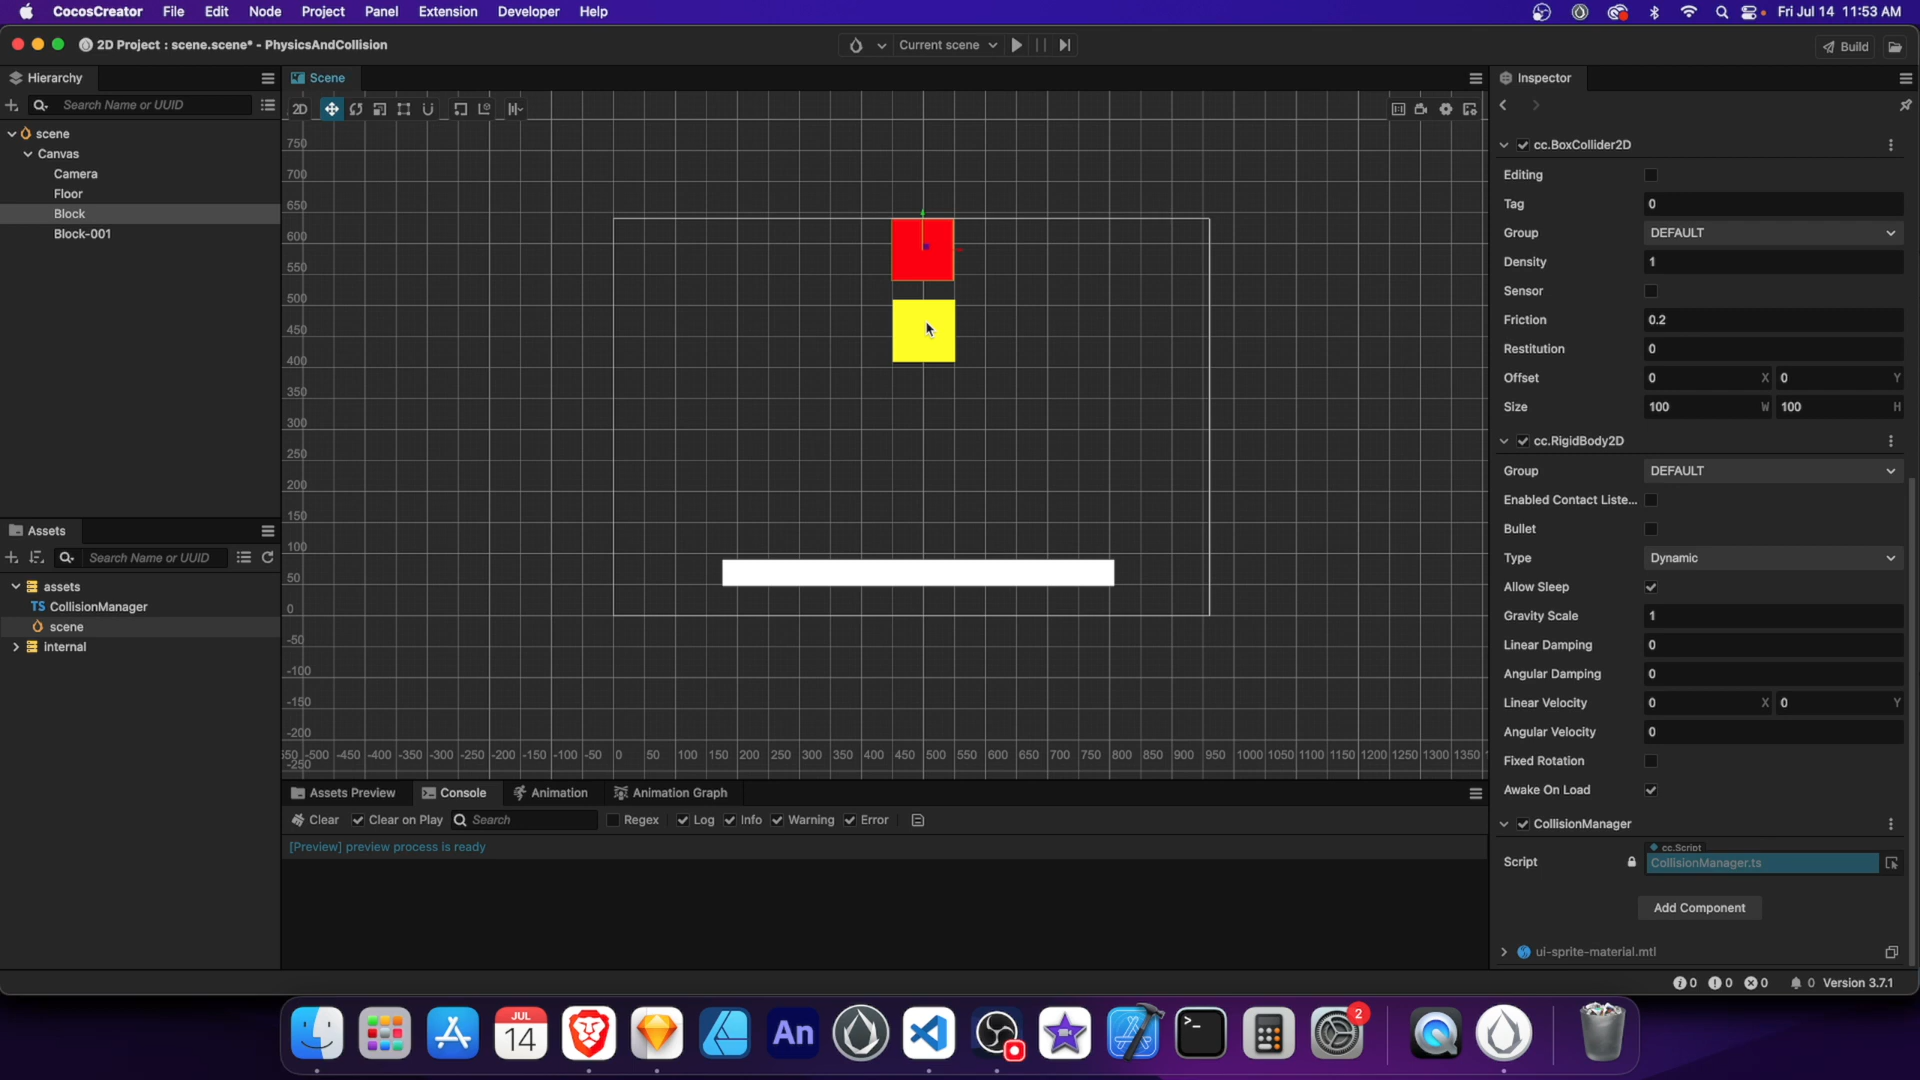 CocosCreator File Edit Node Project Panel Extension Developer Help Fri Jul 14 11:53 AM
2D Project : scene.scene* - PhysicsAndCollision
Current scene
Build
Hierarchy
Search Name or UUID
scene
Canvas
Camera
Floor
Block
Block-001
Assets
Search Name or UUID
assets
TS CollisionManager
scene
internal
Scene
2D
750
700
650
600
550
500
450
400
350
300
250
200
150
100
50
0
-50
-100
-150
-200
-250
-500 -450 -400 -350 -300 -250 -200 -150 -100 -50 0 50 100 150 200 250 300 350 400 450 500 550 600 650 700 750 800 850 900 950 1000 1050 1100 1150 1200 1250 1300 1350
Assets Preview Console Animation Animation Graph
Clear Clear on Play Search Regex Log Info Warning Error
[Preview] preview process is ready
Inspector
cc.BoxCollider2D
Editing
Tag 0
Group DEFAULT
Density 1
Sensor
Friction 0.2
Restitution 0
Offset 0 X 0 Y
Size 100 W 100 H
cc.RigidBody2D
Group DEFAULT
Enabled Contact Liste...
Bullet
Type Dynamic
Allow Sleep
Gravity Scale 1
Linear Damping 0
Angular Damping 0
Linear Velocity 0 X 0 Y
Angular Velocity 0
Fixed Rotation
Awake On Load
CollisionManager
cc.Script
Script CollisionManager.ts
Add Component
ui-sprite-material.mtl
0 0 0 0 Version 3.7.1
JUL
14
An
2